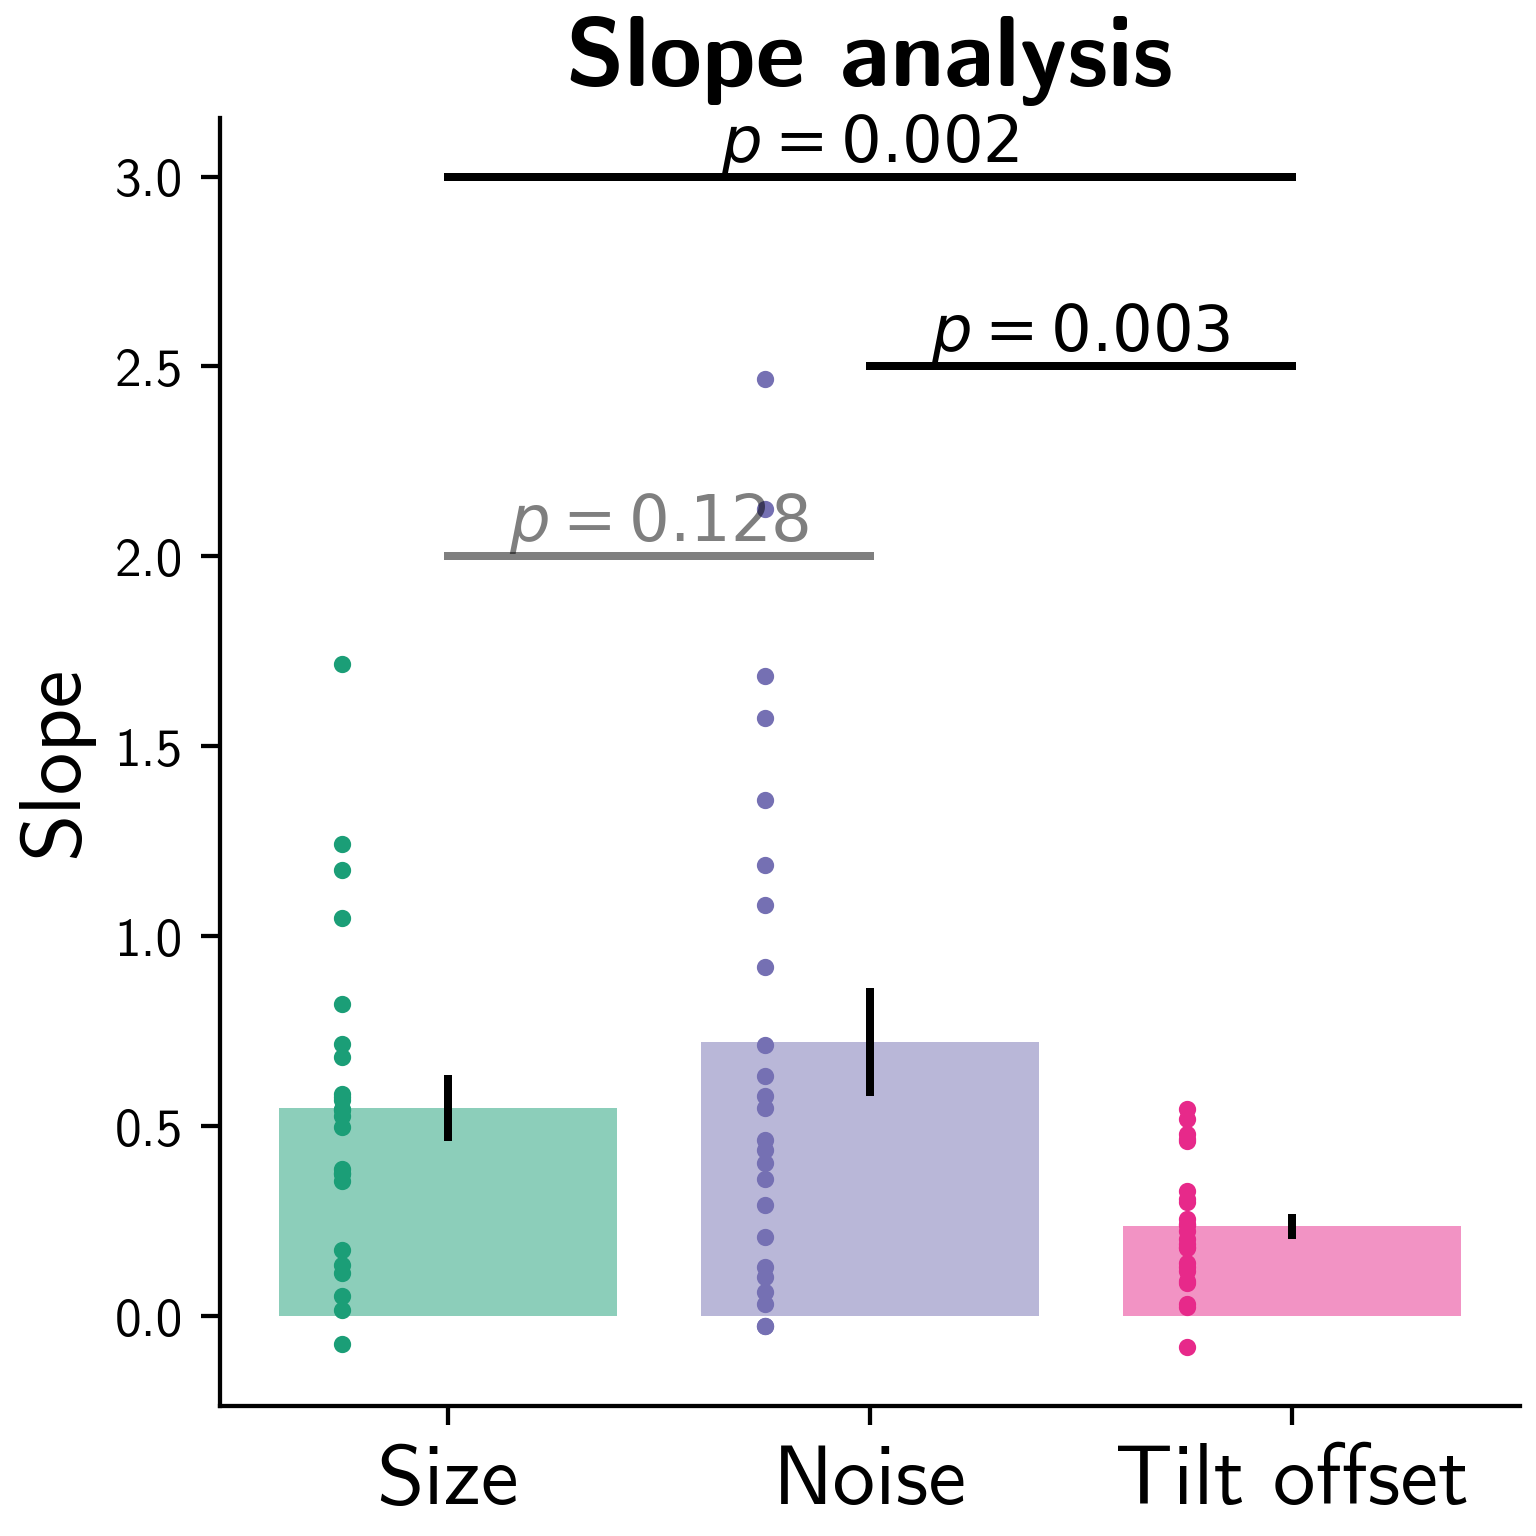 Slope analysis
p = 0.002
3.0
p = 0.003
2.5
p = 0.128
2.0
1.5
Slope
1.0
0.5
0.0
Size
Noise
Tilt offset